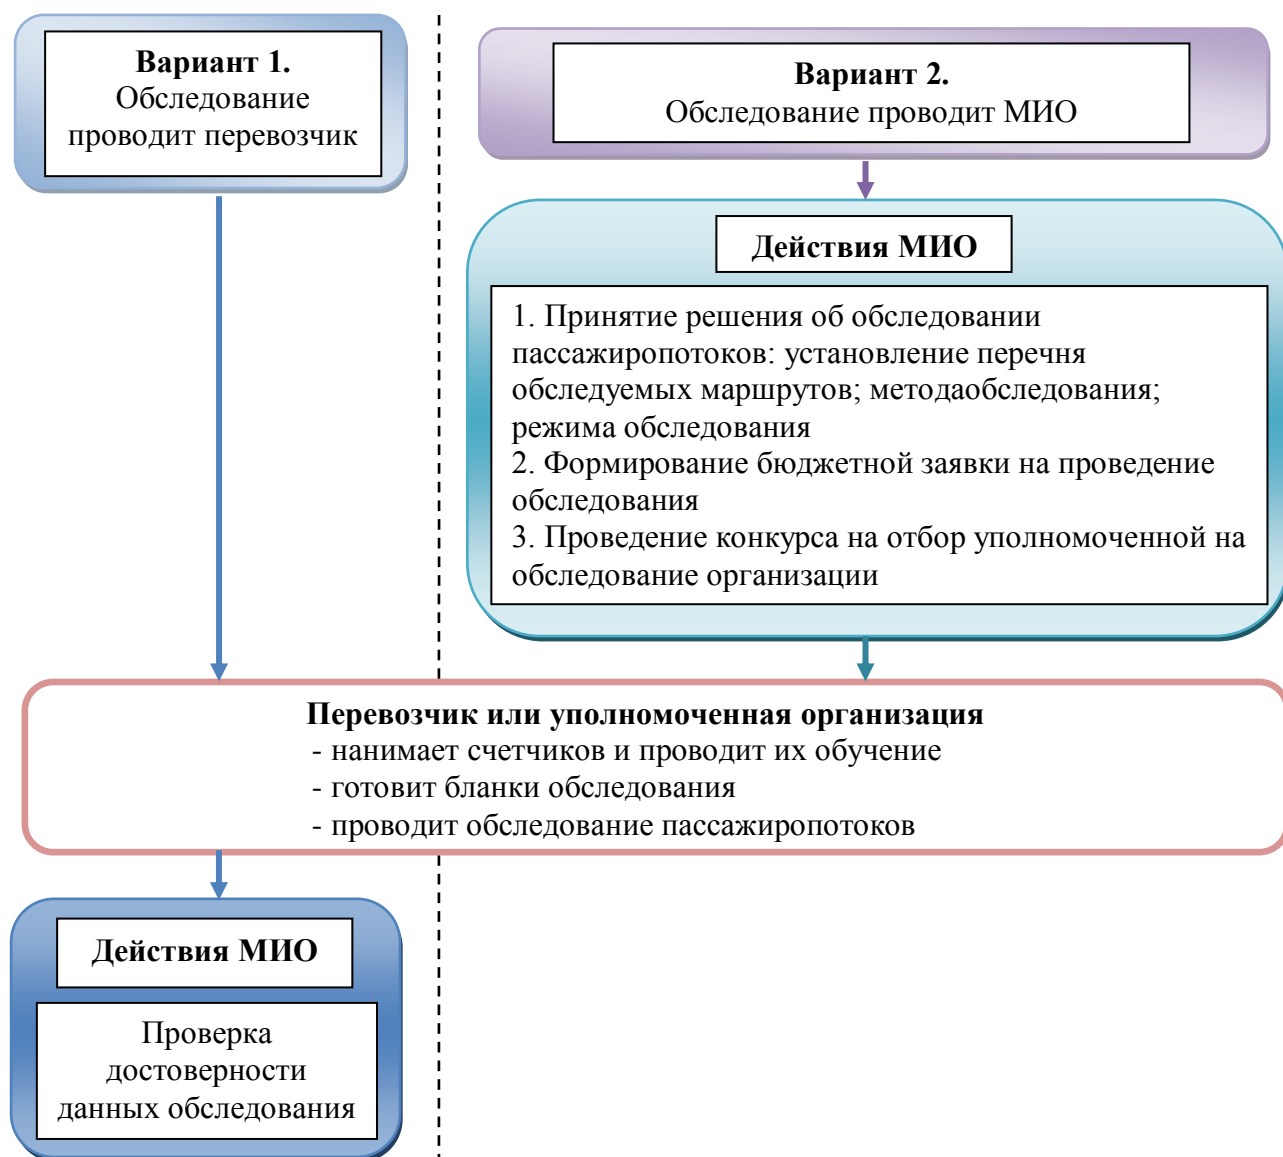 Вариант 1.
Обследование
проводит перевозчик
Вариант 2.
Обследование проводит МИО
Действия МИО
1. Принятие решения об обследовании
пассажиропотоков: установление перечня
обследуемых маршрутов; методаобследования;
режима обследования
2. Формирование бюджетной заявки на проведение
обследования
3. Проведение конкурса на отбор уполномоченной на
обследование организации
Перевозчик или уполномоченная организация
- нанимает счетчиков и проводит их обучение
- готовит бланки обследования
- проводит обследование пассажиропотоков
Действия МИО
Проверка
достоверности
данных обследования